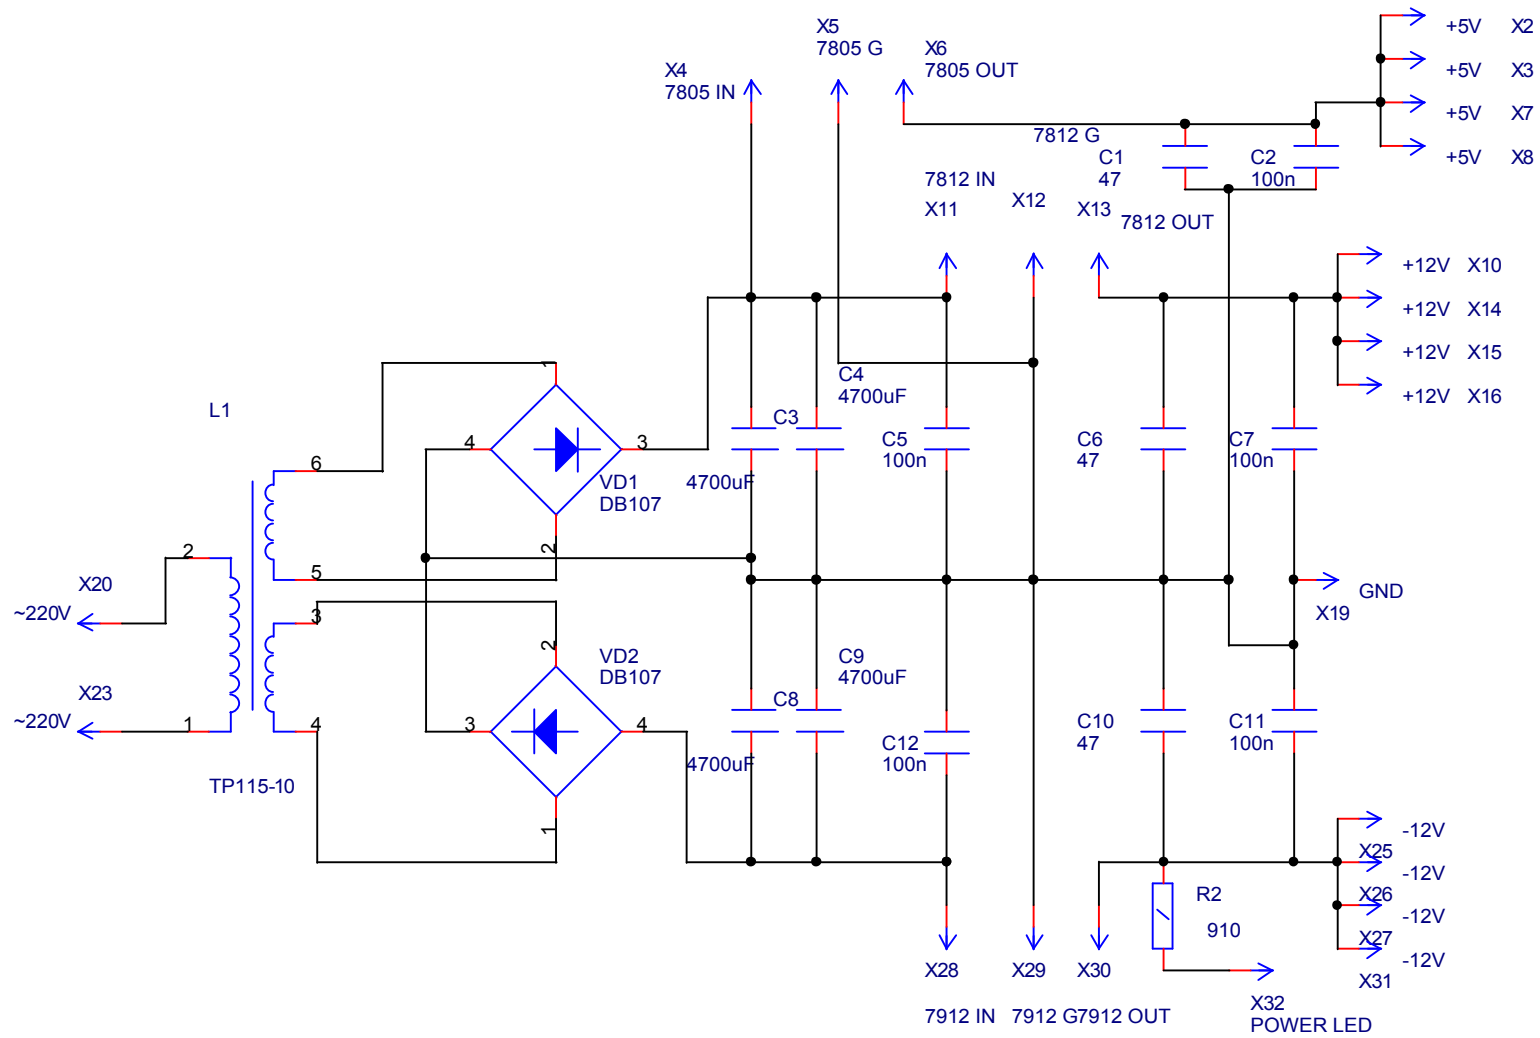 X5
7805 G
X6
7805 OUT
X4
7805 IN
+5V X2
+5V X3
+5V X7
+5V X8
7812 G
C1
47
C2
100n
7812 IN
X11
X12
X13
7812 OUT
+12V X10
+12V X14
+12V X15
+12V X16
L1
1
4
3
2
VD1
DB107
C3
4700uF
C4
4700uF
C5
100n
C6
47
C7
100n
6
5
2
3
4
1
X20
~220V
X23
~220V
TP115-10
GND
X19
2
3
4
1
VD2
DB107
C8
4700uF
C9
4700uF
C12
100n
C10
47
C11
100n
-12V
X25
-12V
X26
-12V
X27
-12V
X31
R2
910
X28
X29
X30
7912 IN
7912 G
7912 OUT
X32
POWER LED